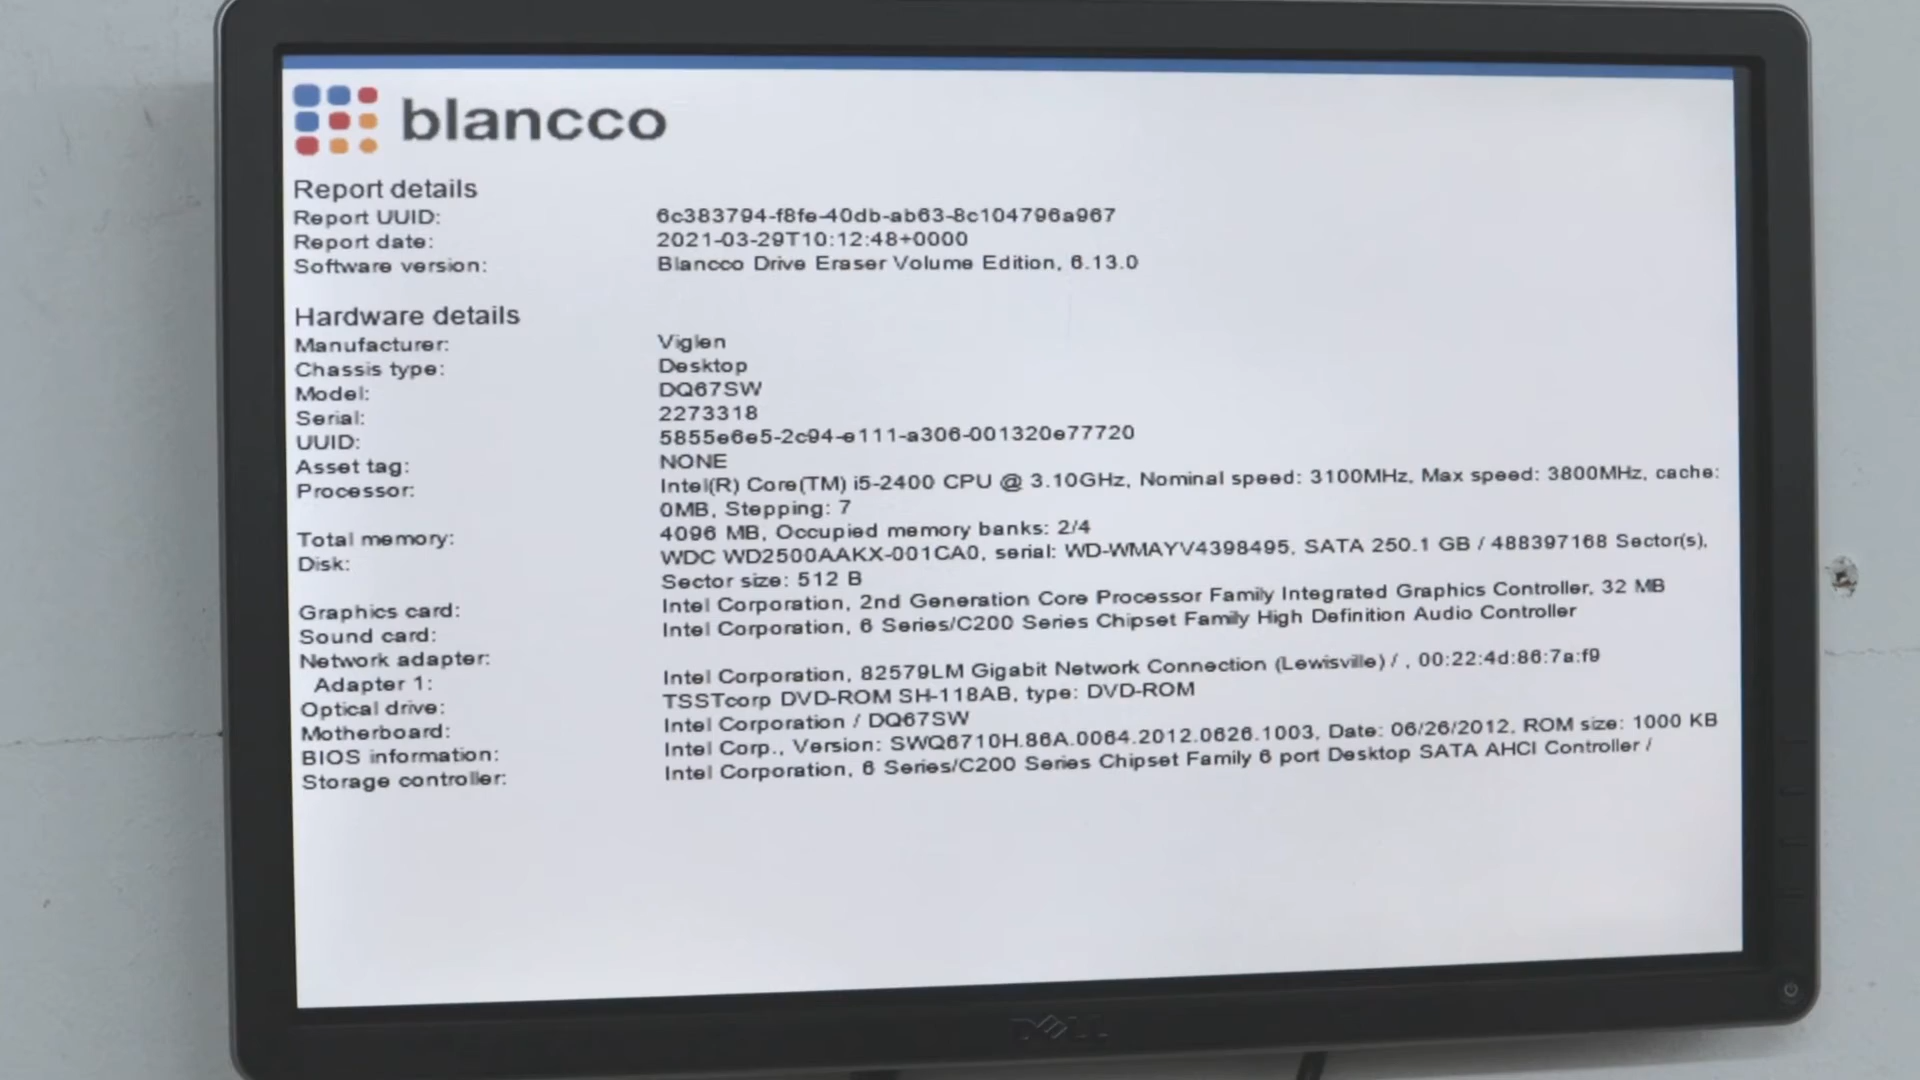 blancco
Report details
Report UUID: 6c383794-f8fe-40db-ab63-8c104796a967
Report date: 2021-03-29T10:12:48+0000
Software version: Blancco Drive Eraser Volume Edition, 6.13.0
Hardware details
Manufacturer: Viglen
Chassis type: Desktop
Model: DQ67SW
Serial: 2273318
UUID: 5855e6e5-2c94-e111-a306-001320e77720
Asset tag: NONE
Processor: Intel(R) Core(TM) i5-2400 CPU @ 3.10GHz, Nominal speed: 3100MHz, Max speed: 3800MHz, cache:
0MB, Stepping: 7
Total memory: 4096 MB, Occupied memory banks: 2/4
Disk: WDC WD2500AAKX-001CA0, serial: WD-WMAYV4398495, SATA 250.1 GB / 488397168 Sector(s),
Sector size: 512 B
Graphics card: Intel Corporation, 2nd Generation Core Processor Family Integrated Graphics Controller, 32 MB
Sound card: Intel Corporation, 6 Series/C200 Series Chipset Family High Definition Audio Controller
Network adapter:
Adapter 1: Intel Corporation, 82579LM Gigabit Network Connection (Lewisville) / , 00:22:4d:86:7a:f9
Optical drive: TSSTcorp DVD-ROM SH-118AB, type: DVD-ROM
Motherboard: Intel Corporation / DQ67SW
BIOS information: Intel Corp., Version: SWQ6710H.86A.0064.2012.0626.1003, Date: 06/26/2012, ROM size: 1000 KB
Storage controller: Intel Corporation, 6 Series/C200 Series Chipset Family 6 port Desktop SATA AHCI Controller /
DELL